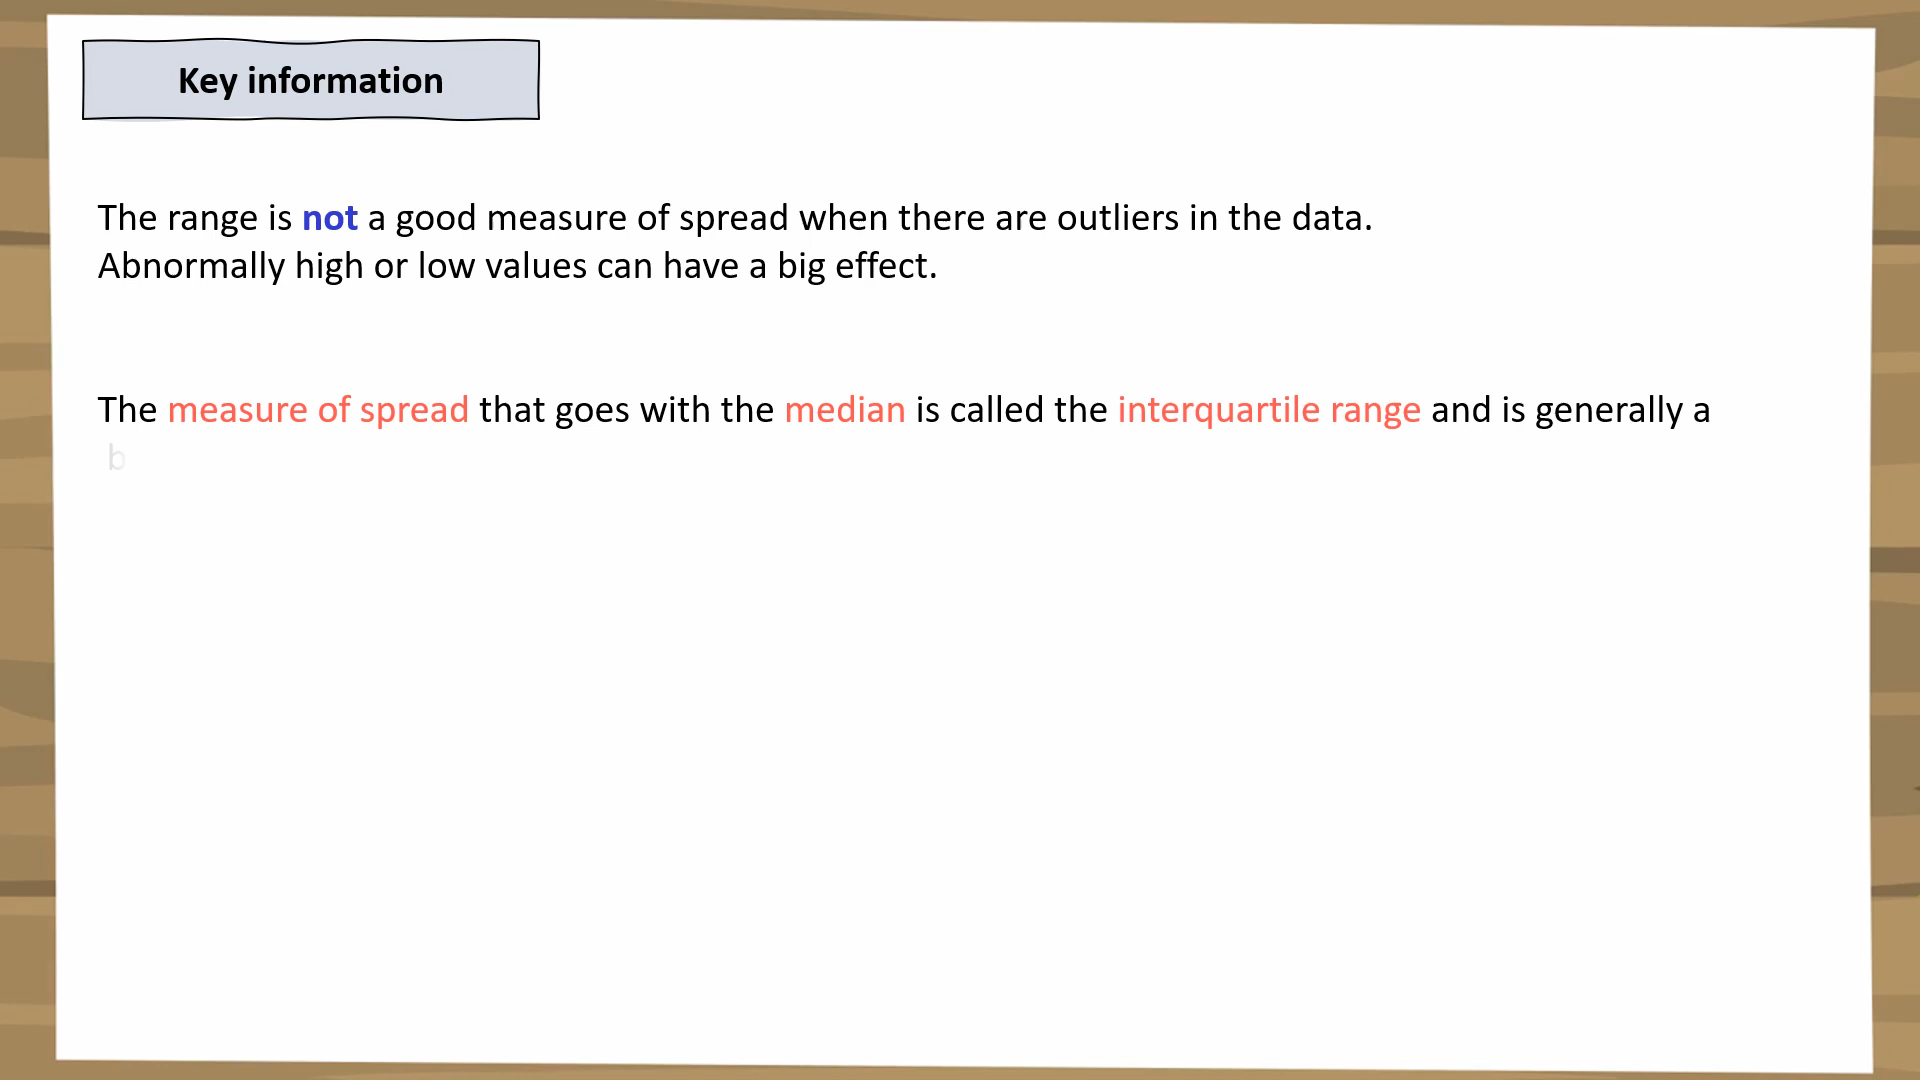 Key information
The range is not a good measure of spread when there are outliers in the data.
Abnormally high or low values can have a big effect.
The measure of spread that goes with the median is called the interquartile range and is generally a
b